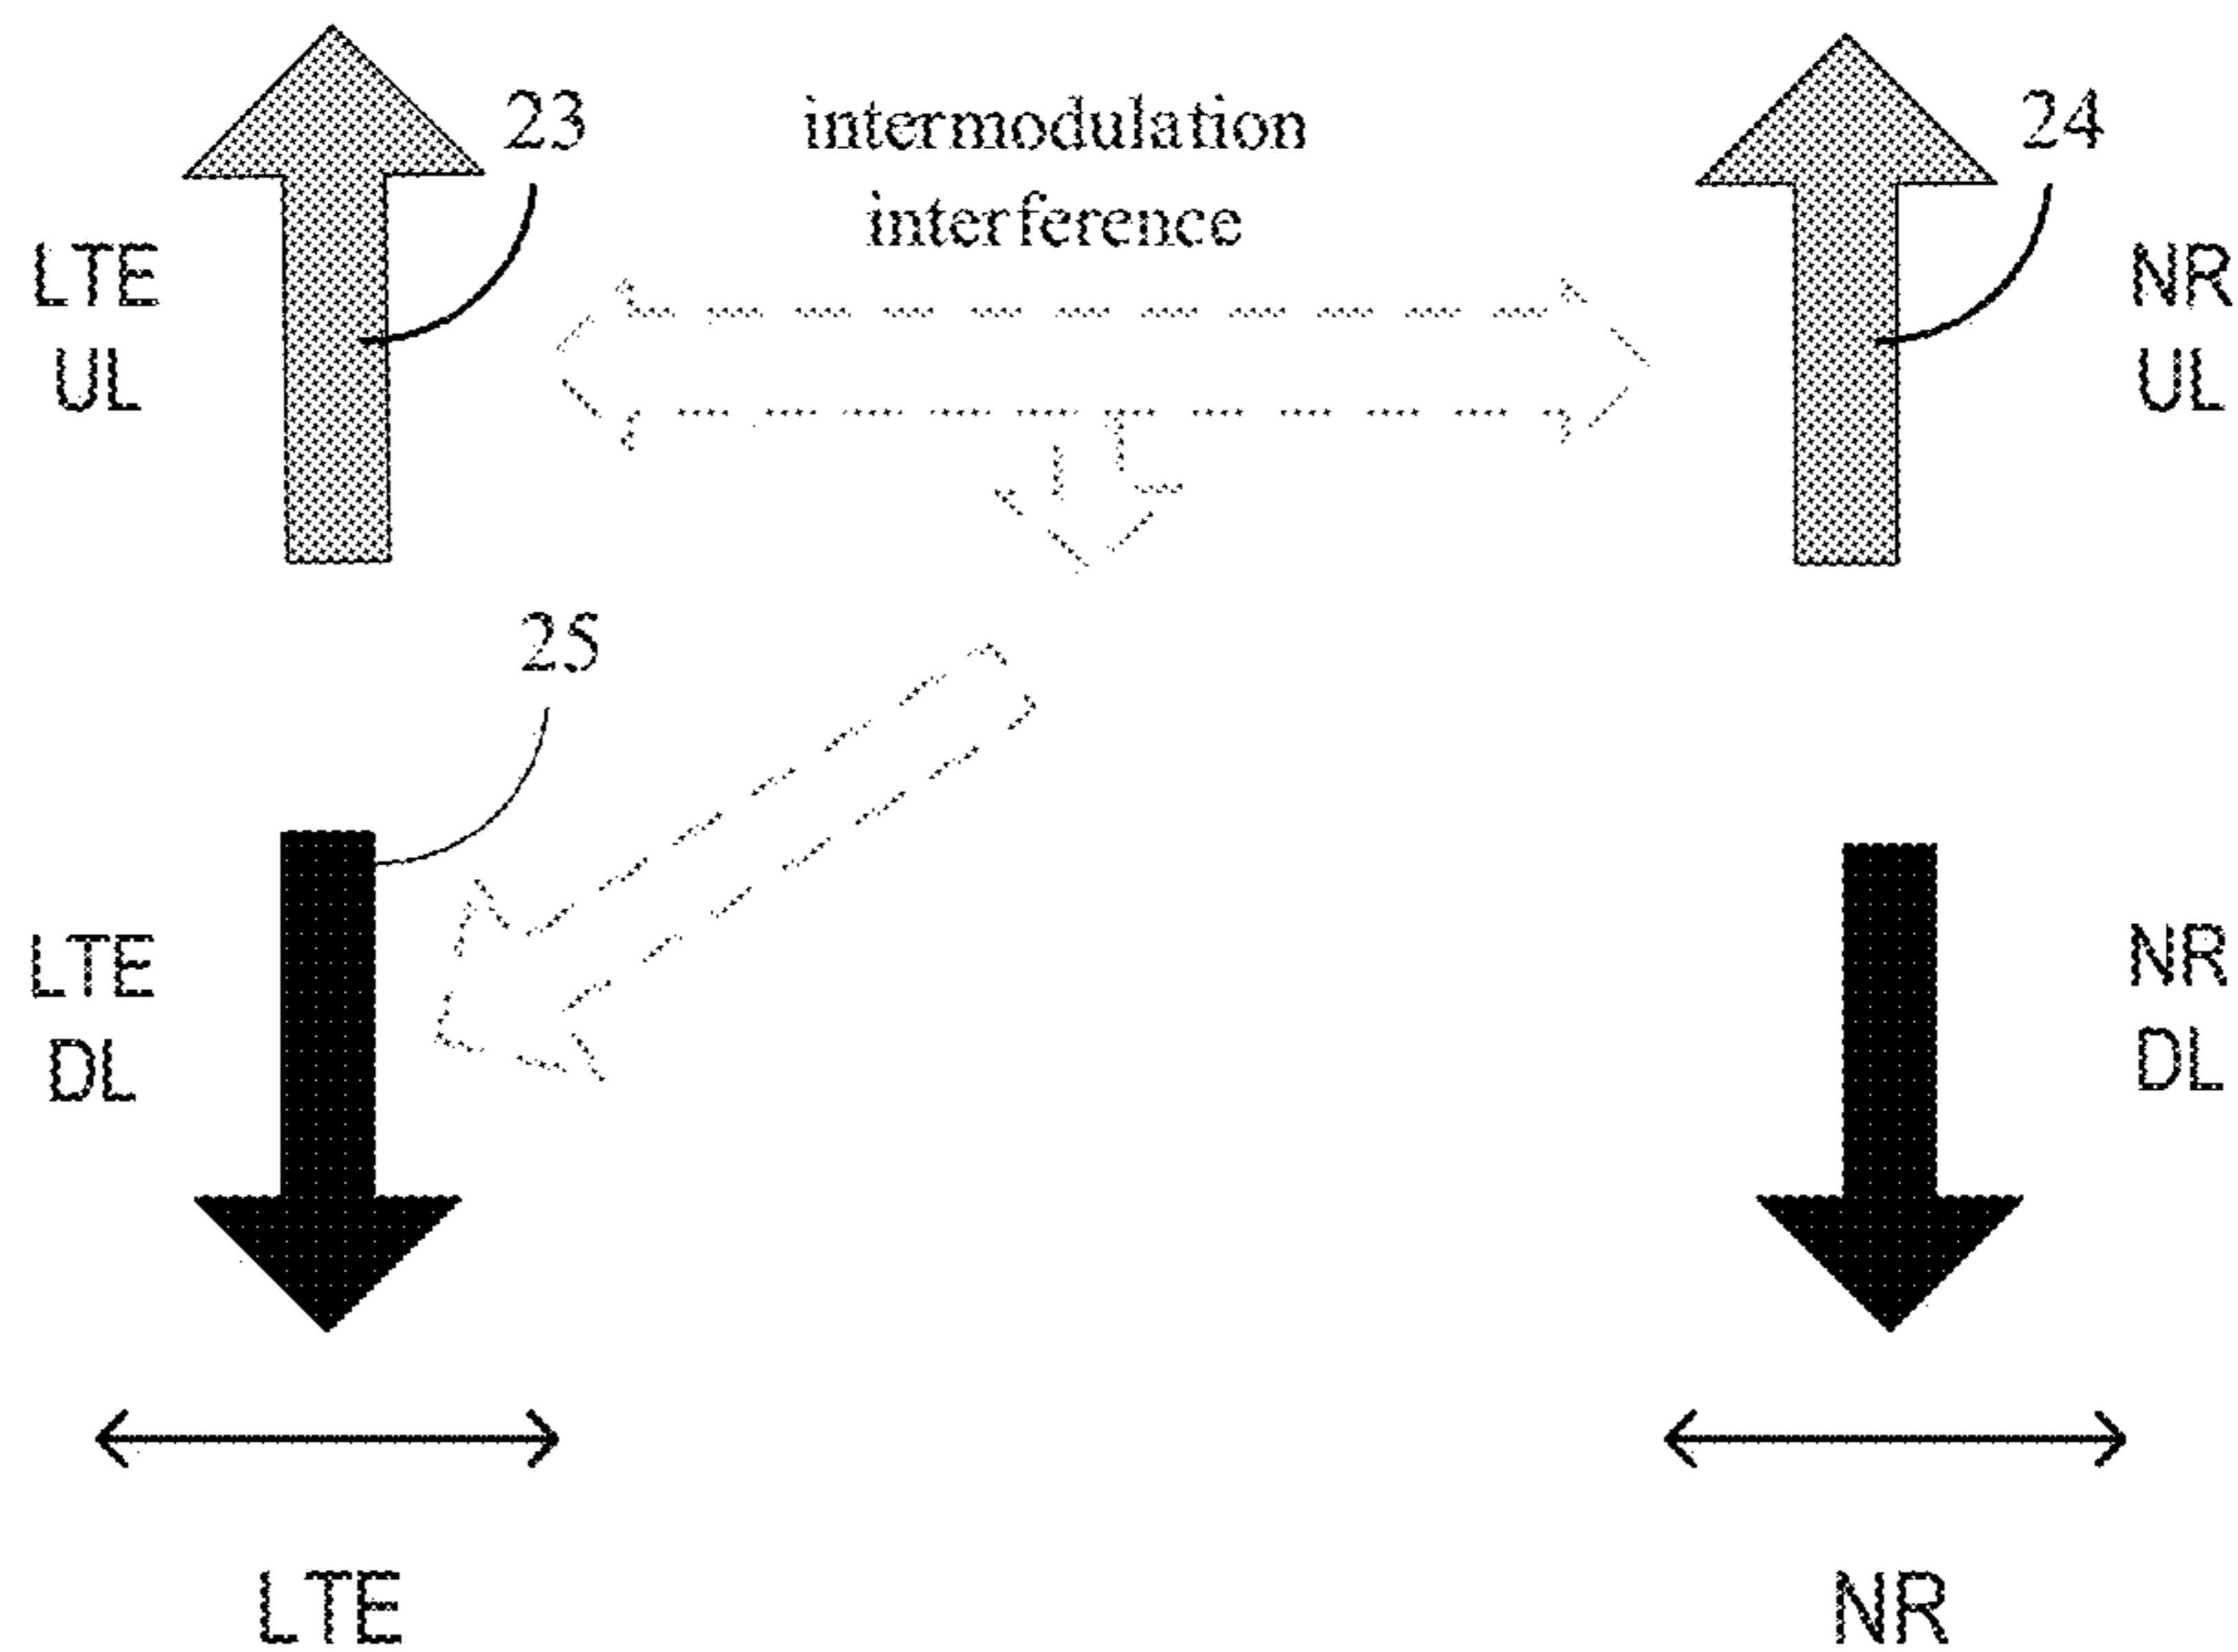 23
intermodulation
interference
24
LTE
UL
NR
UL
25
LTE
DL
NR
DL
LTE
NR